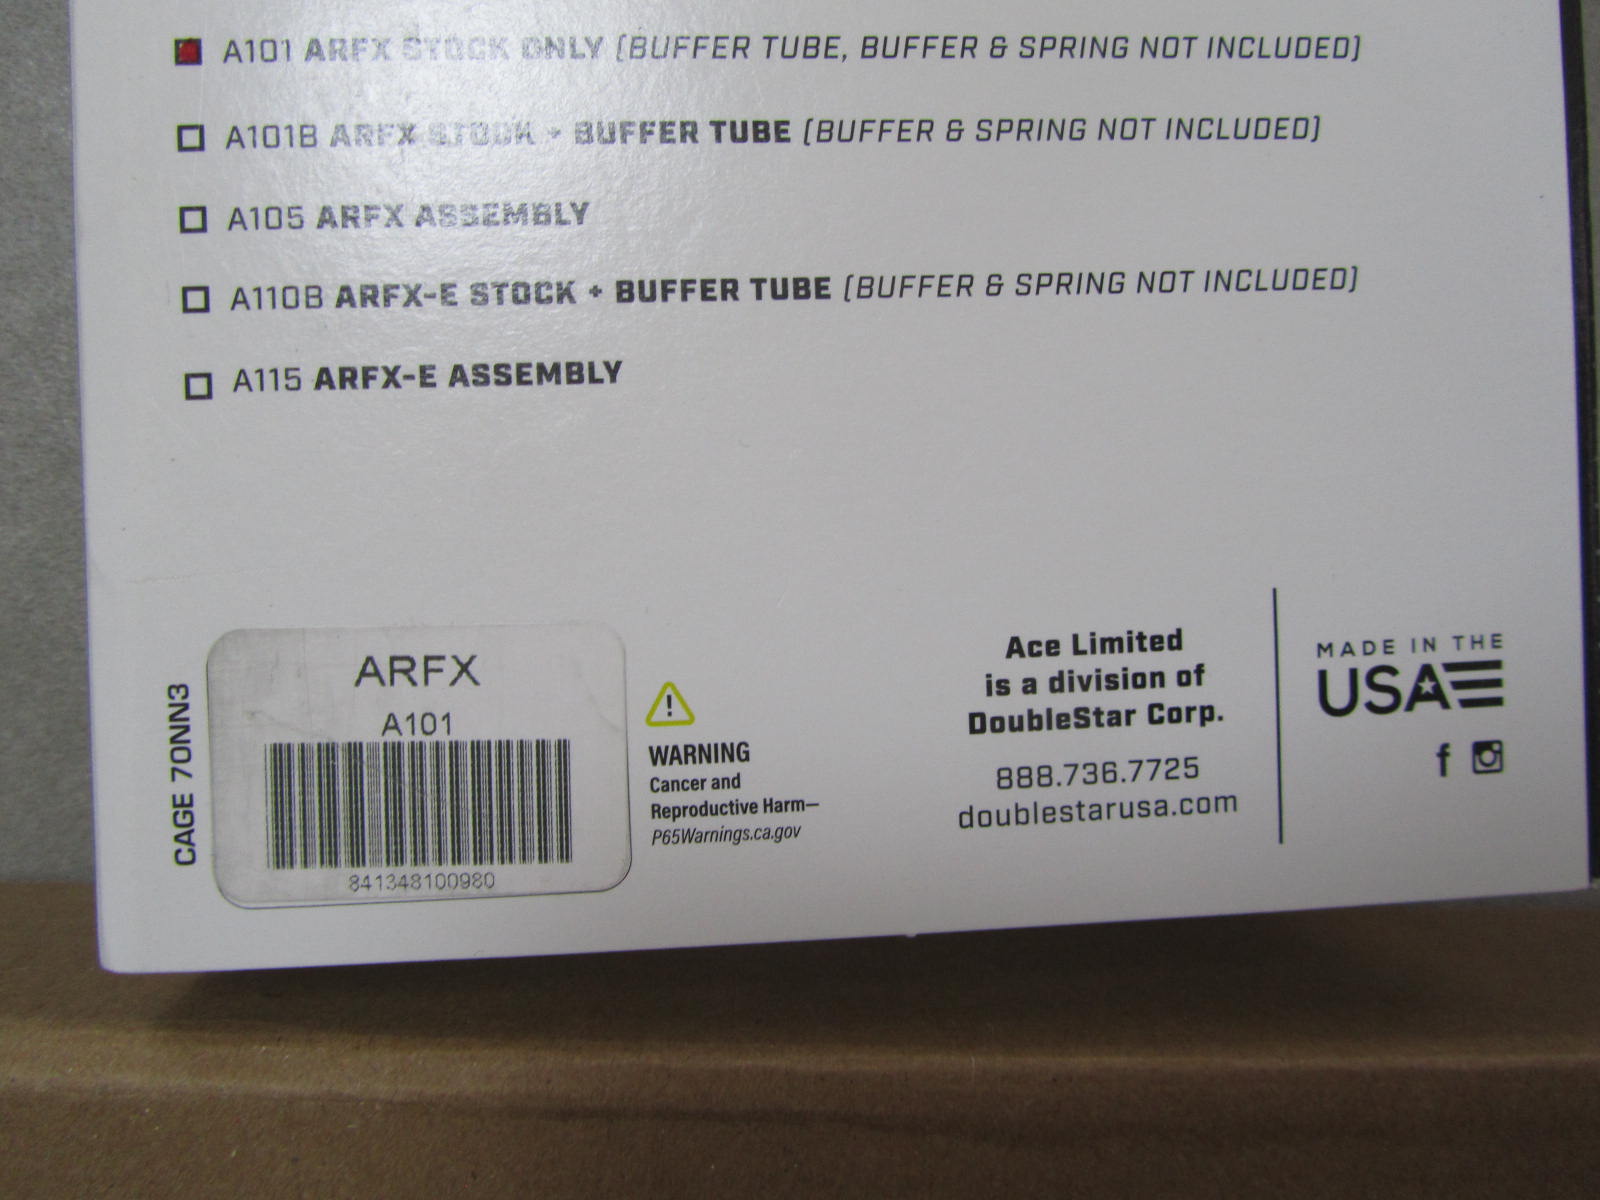 A101 ARFX STOCK ONLY (BUFFER TUBE, BUFFER & SPRING NOT INCLUDED)
A101B ARFX STOCK + BUFFER TUBE (BUFFER & SPRING NOT INCLUDED)
A105 ARFX ASSEMBLY
A110B ARFX-E STOCK + BUFFER TUBE (BUFFER & SPRING NOT INCLUDED)
A115 ARFX-E ASSEMBLY
CAGE 70NN3
ARFX
A101
841348100980
WARNING
Cancer and
Reproductive Harm—
P65Warnings.ca.gov
Ace Limited
is a division of
DoubleStar Corp.
888.736.7725
doublestarusa.com
MADE IN THE
USA